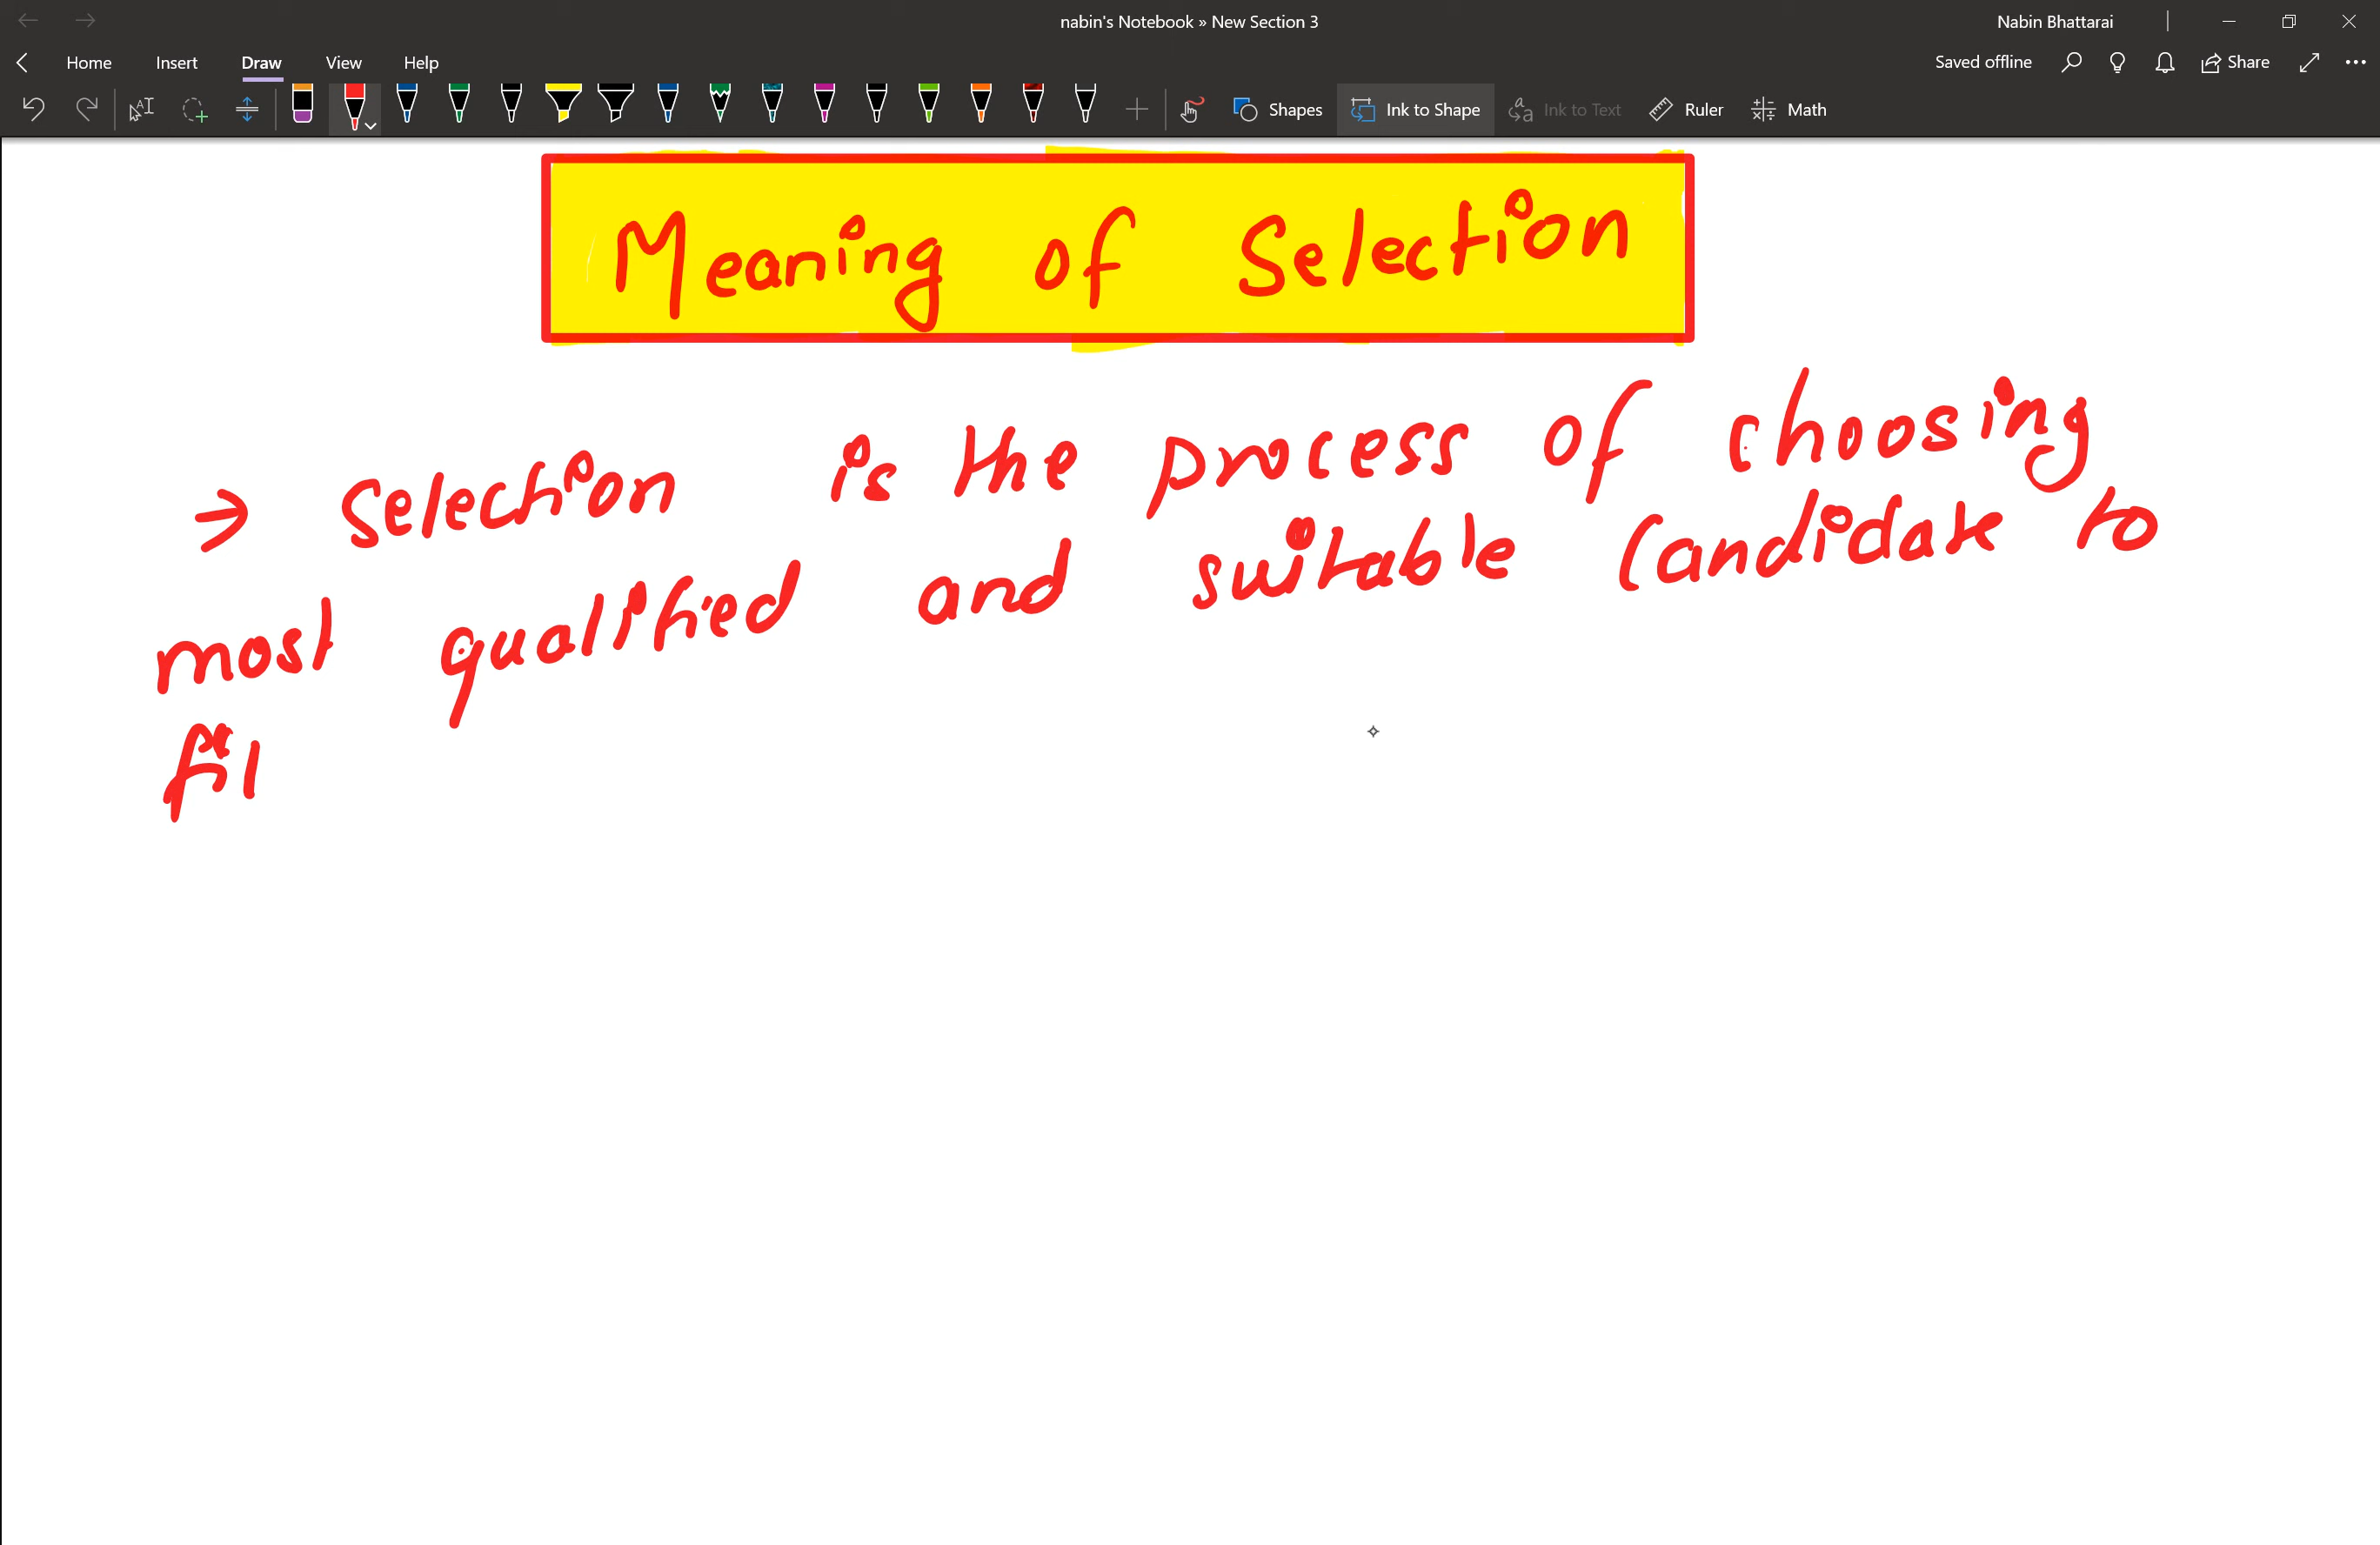 nabin's Notebook » New Section 3
Nabin Bhattarai
Home Insert Draw View Help
Saved offline
Share
Shapes Ink to Shape Ink to Text Ruler Math
Meaning of Selection
→ Selection is the process of choosing
most qualified and suitable candidate to
fil